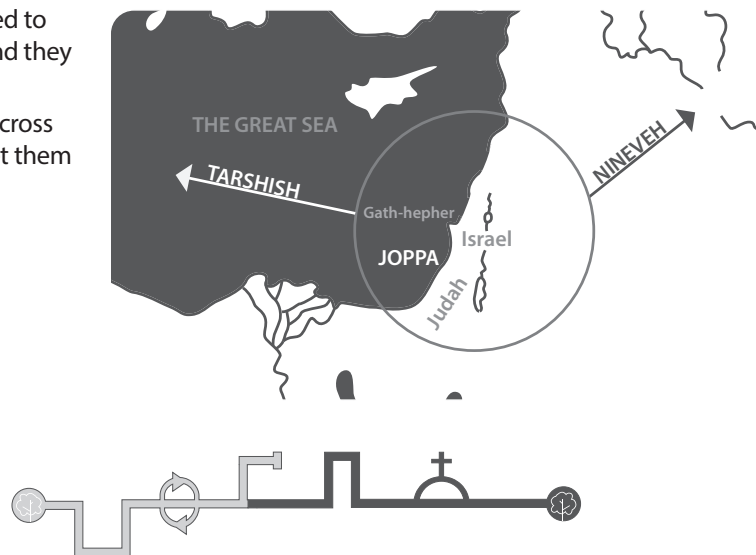 ed to
nd they
cross
t them
THE GREAT SEA
TARSHISH
NINEVEH
Gath-hepher
Israel
JOPPA
Judah